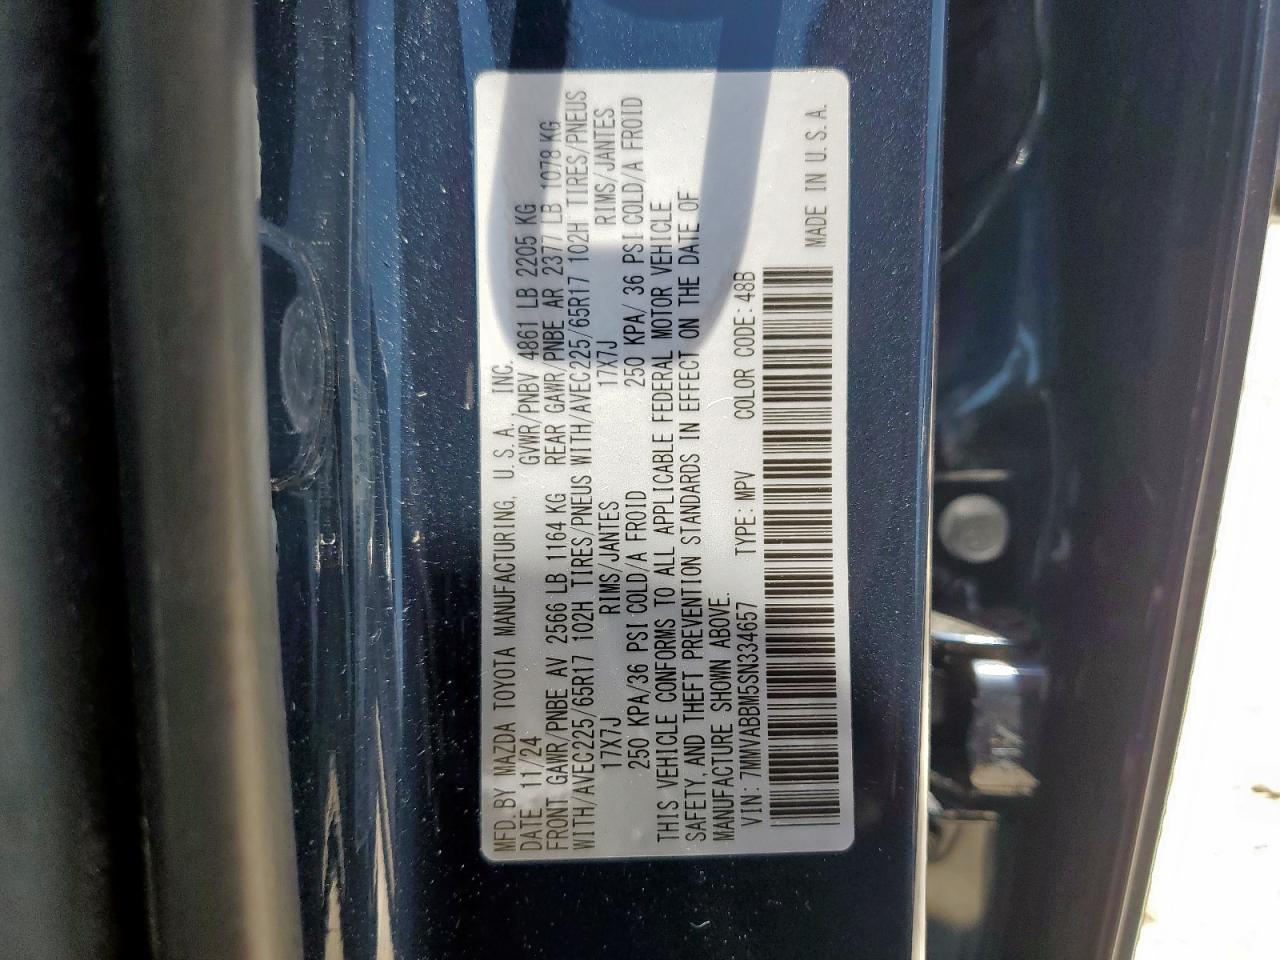 MFD. BY MAZDA TOYOTA MANUFACTURING, U. S. A., INC.
DATE 11/24 GVWR/PNBV 4861 LB 2205 KG
FRONT GAWR/PNBE AV 2566 LB 1164 KG REAR GAWR/PNBE AR 2377 LB 1078 KG
WITH/AVEC225/65R17 102H TIRES/PNEUS WITH/AVEC225/65R17 102H TIRES/PNEUS
17X7J RIMS/JANTES 17X7J RIMS/JANTES
250 KPA/36 PSI COLD/A FROID 250 KPA/ 36 PSI COLD/A FROID
THIS VEHICLE CONFORMS TO ALL APPLICABLE FEDERAL MOTOR VEHICLE
SAFETY, AND THEFT PREVENTION STANDARDS IN EFFECT ON THE DATE OF
MANUFACTURE SHOWN ABOVE.
VIN: 7MMVABBM5SN334657 TYPE: MPV COLOR CODE: 48B
MADE IN U. S. A.